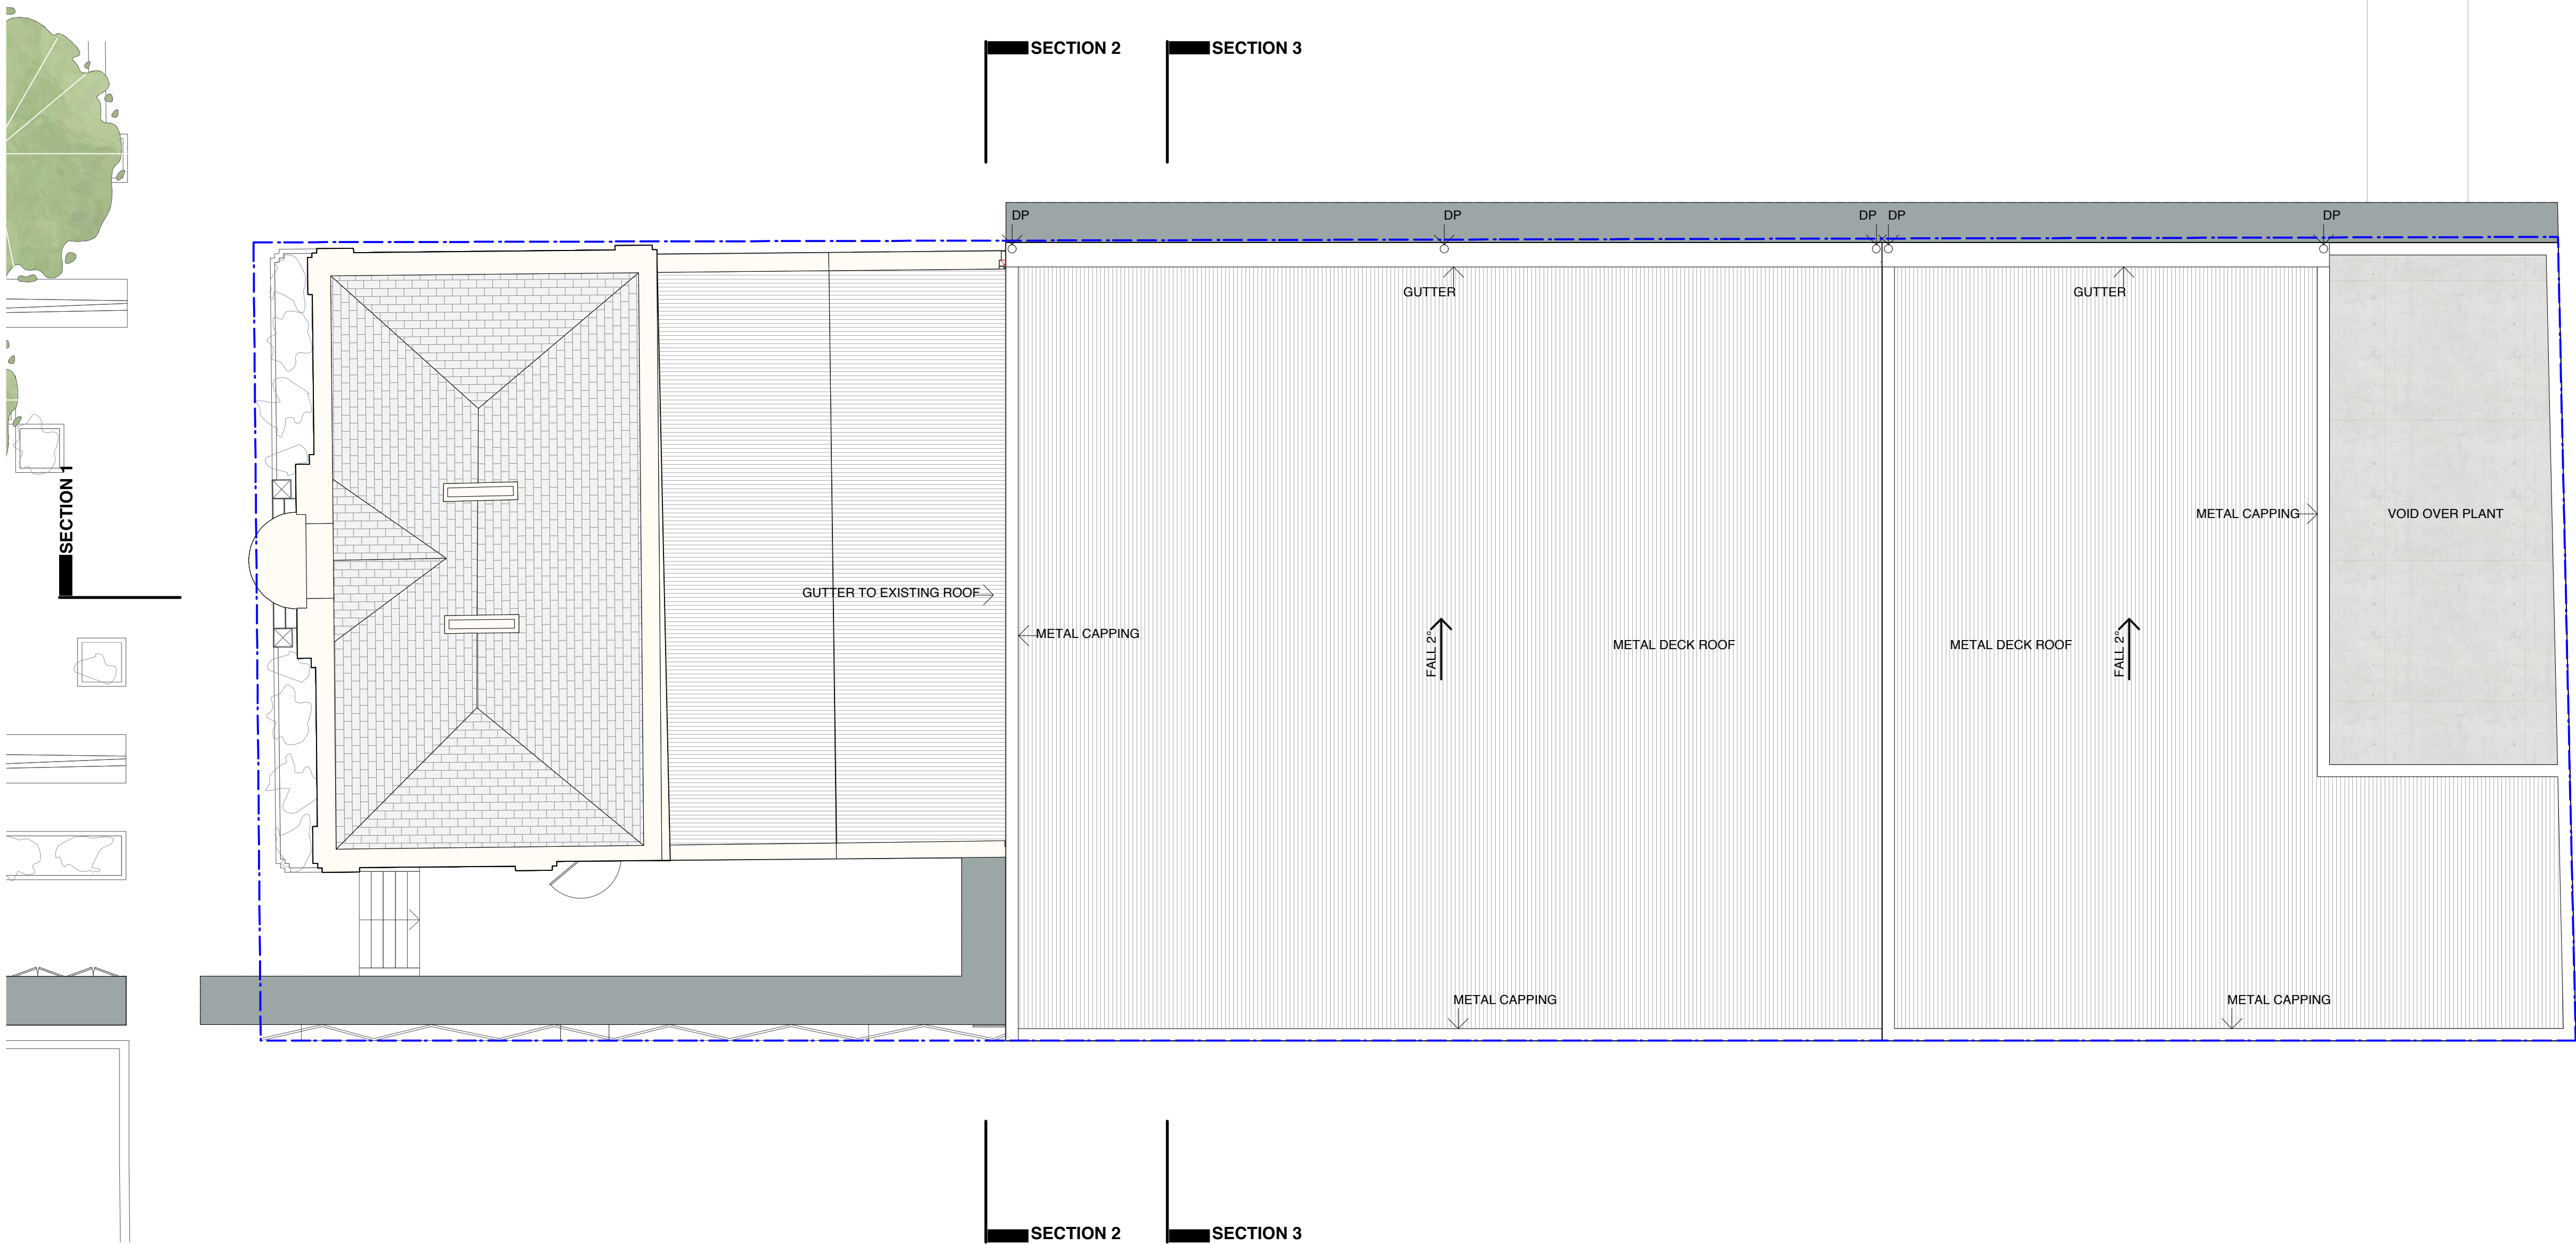 SECTION 2
SECTION 3
DP
DP
DP
DP
DP
GUTTER
GUTTER
SECTION 1
METAL CAPPING
VOID OVER PLANT
GUTTER TO EXISTING ROOF
METAL CAPPING
FALL 2°
METAL DECK ROOF
METAL DECK ROOF
FALL 2°
METAL CAPPING
METAL CAPPING
SECTION 2
SECTION 3